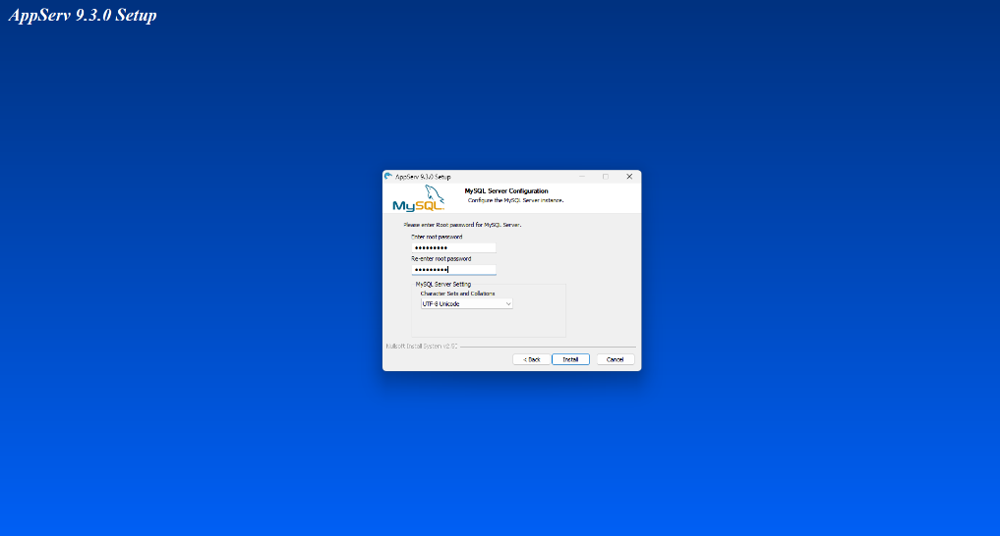 AppServ 9.3.0 Setup
AppServ 9.3.0 Setup
MySQL
MySQL Server Configuration
Configure the MySQL Server instance.
Please enter Root password for MySQL Server.
Enter root password
●●●●●●●●●
Re-enter root password
●●●●●●●●●
MySQL Server Setting
Character Sets and Collations
UTF-8 Unicode
Nullsoft Install System v2.50
< Back
Install
Cancel